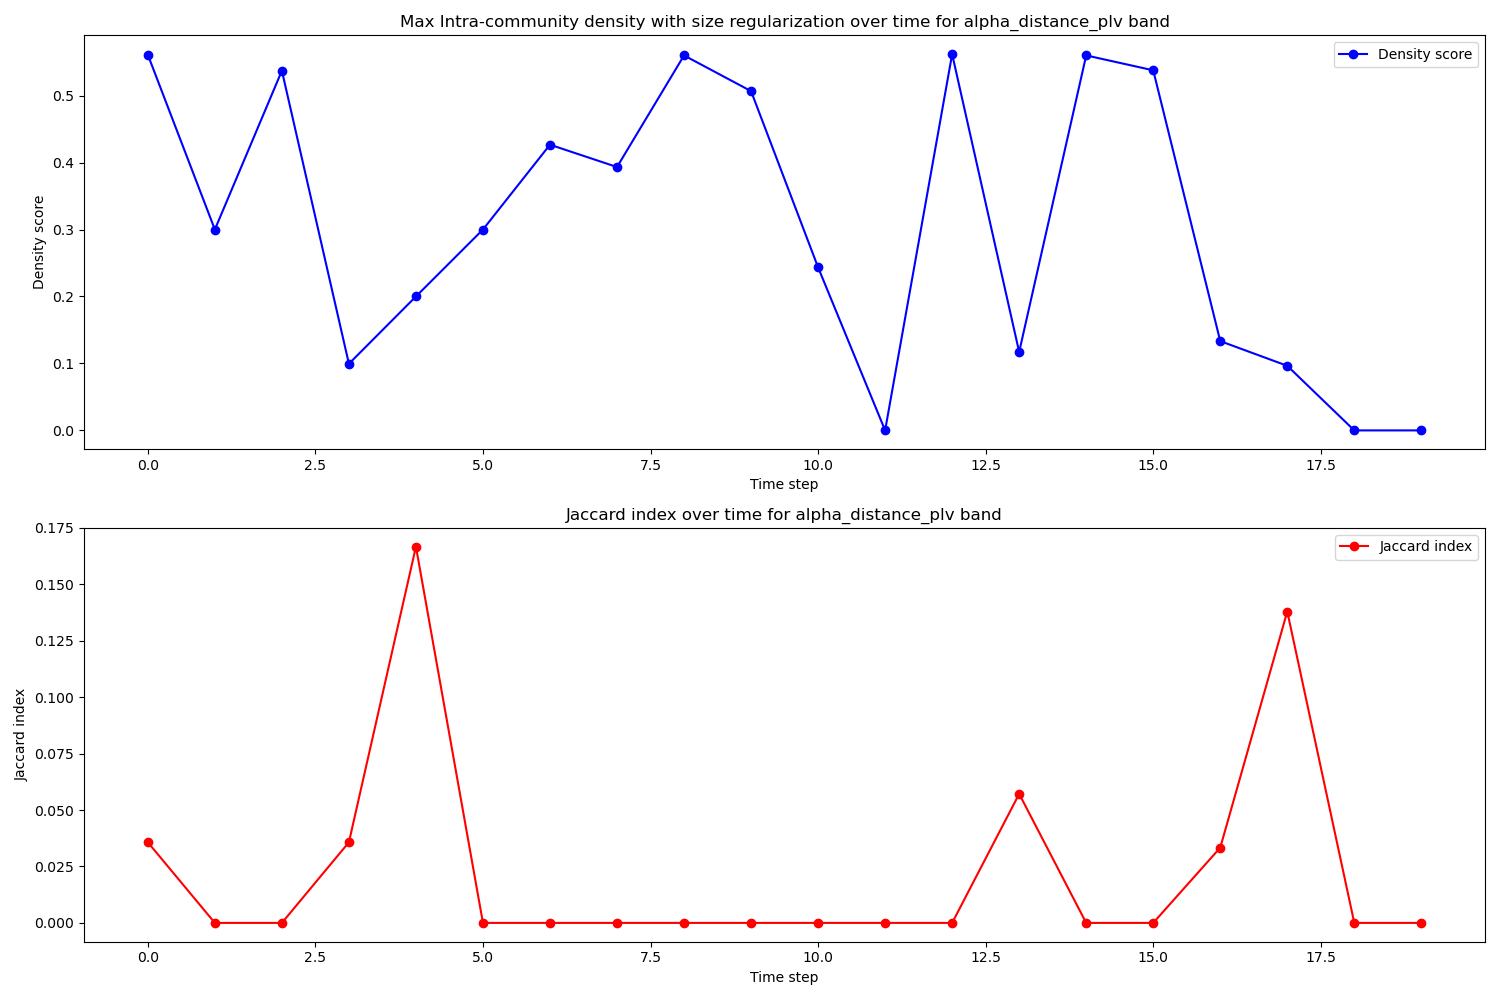 Max Intra-community density with size regularization over time for alpha_distance_plv band
Density score
Density score
0.5
0.4
0.3
0.2
0.1
0.0
0.0 2.5 5.0 7.5 10.0 12.5 15.0 17.5
Time step
Jaccard index over time for alpha_distance_plv band
Jaccard index
Jaccard index
0.175
0.150
0.125
0.100
0.075
0.050
0.025
0.000
0.0 2.5 5.0 7.5 10.0 12.5 15.0 17.5
Time step